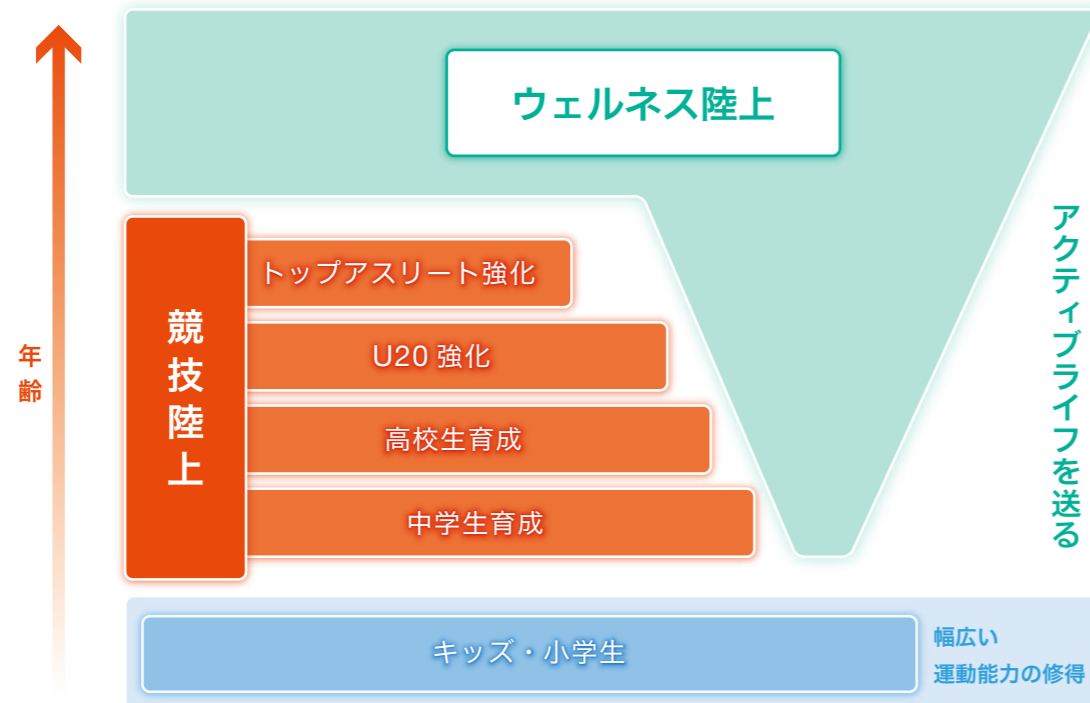 ウェルネス陸上
年齢
競技陸上
トップアスリート強化
U20 強化
高校生育成
中学生育成
アクティブライフを送る
キッズ・小学生
幅広い
運動能力の修得